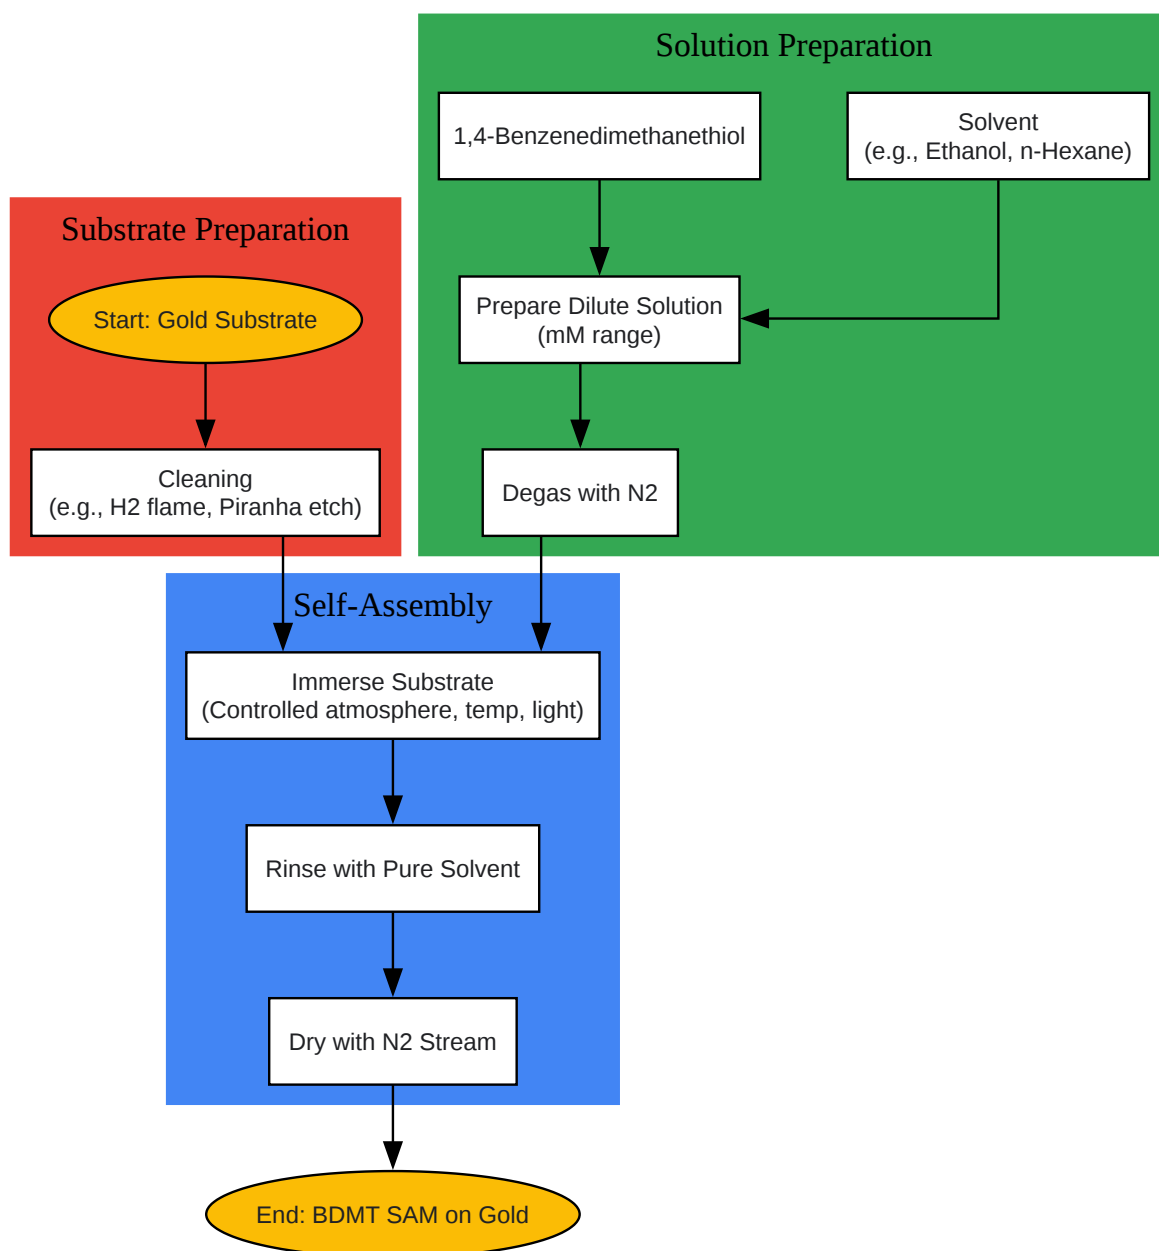 Solution Preparation
1,4-Benzenedimethanethiol
Solvent
(e.g., Ethanol, n-Hexane)
Substrate Preparation
Start: Gold Substrate
Prepare Dilute Solution
(mM range)
Cleaning
(e.g., H2 flame, Piranha etch)
Degas with N2
Self-Assembly
Immerse Substrate
(Controlled atmosphere, temp, light)
Rinse with Pure Solvent
Dry with N2 Stream
End: BDMT SAM on Gold